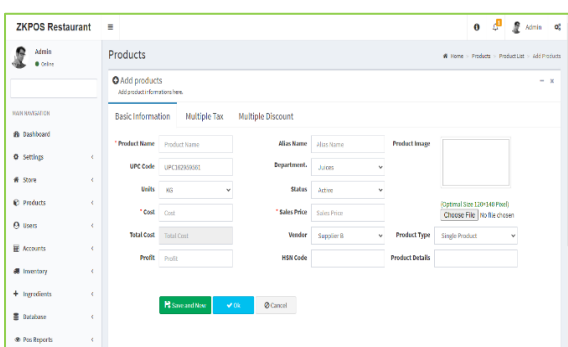 ZKPOS Restaurant
Admin
Admin
Online
Products
Home > Products > Product List > Add Products
Add products
Add product informations here.
MAIN NAVIGATION
Dashboard
Settings
Store
Products
Users
Accounts
Inventory
Ingredients
Database
Pos Reports
Basic Information Multiple Tax Multiple Discount
* Product Name Product Name Alias Name Alias Name Product Image
UPC Code Department. Juices
Units KG Status Active
(Optimal Size 120×140 Pixel)
* Cost Cost * Sales Price Sales Price Choose File No file chosen
Total Cost Total Cost Vendor Supplier B Product Type Single Product
Profit Profit HSN Code Product Details
Save and New Ok Cancel